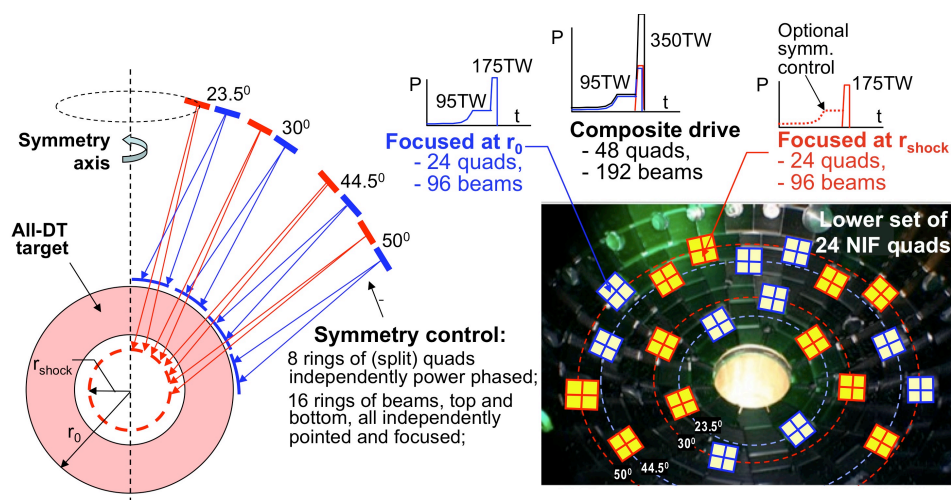 23.5⁰
30⁰
44.5⁰
50⁰
Symmetry
axis
All-DT
target
r_shock
r₀
Symmetry control:
8 rings of (split) quads
independently power phased;
16 rings of beams, top and
bottom, all independently
pointed and focused;
P
175TW
95TW
t
Focused at r₀
- 24 quads,
- 96 beams
P
350TW
95TW
t
Composite drive
- 48 quads,
- 192 beams
Optional
symm.
control
P
175TW
t
Focused at r_shock
- 24 quads,
- 96 beams
Lower set of
24 NIF quads
23.5⁰
30⁰
44.5⁰
50⁰